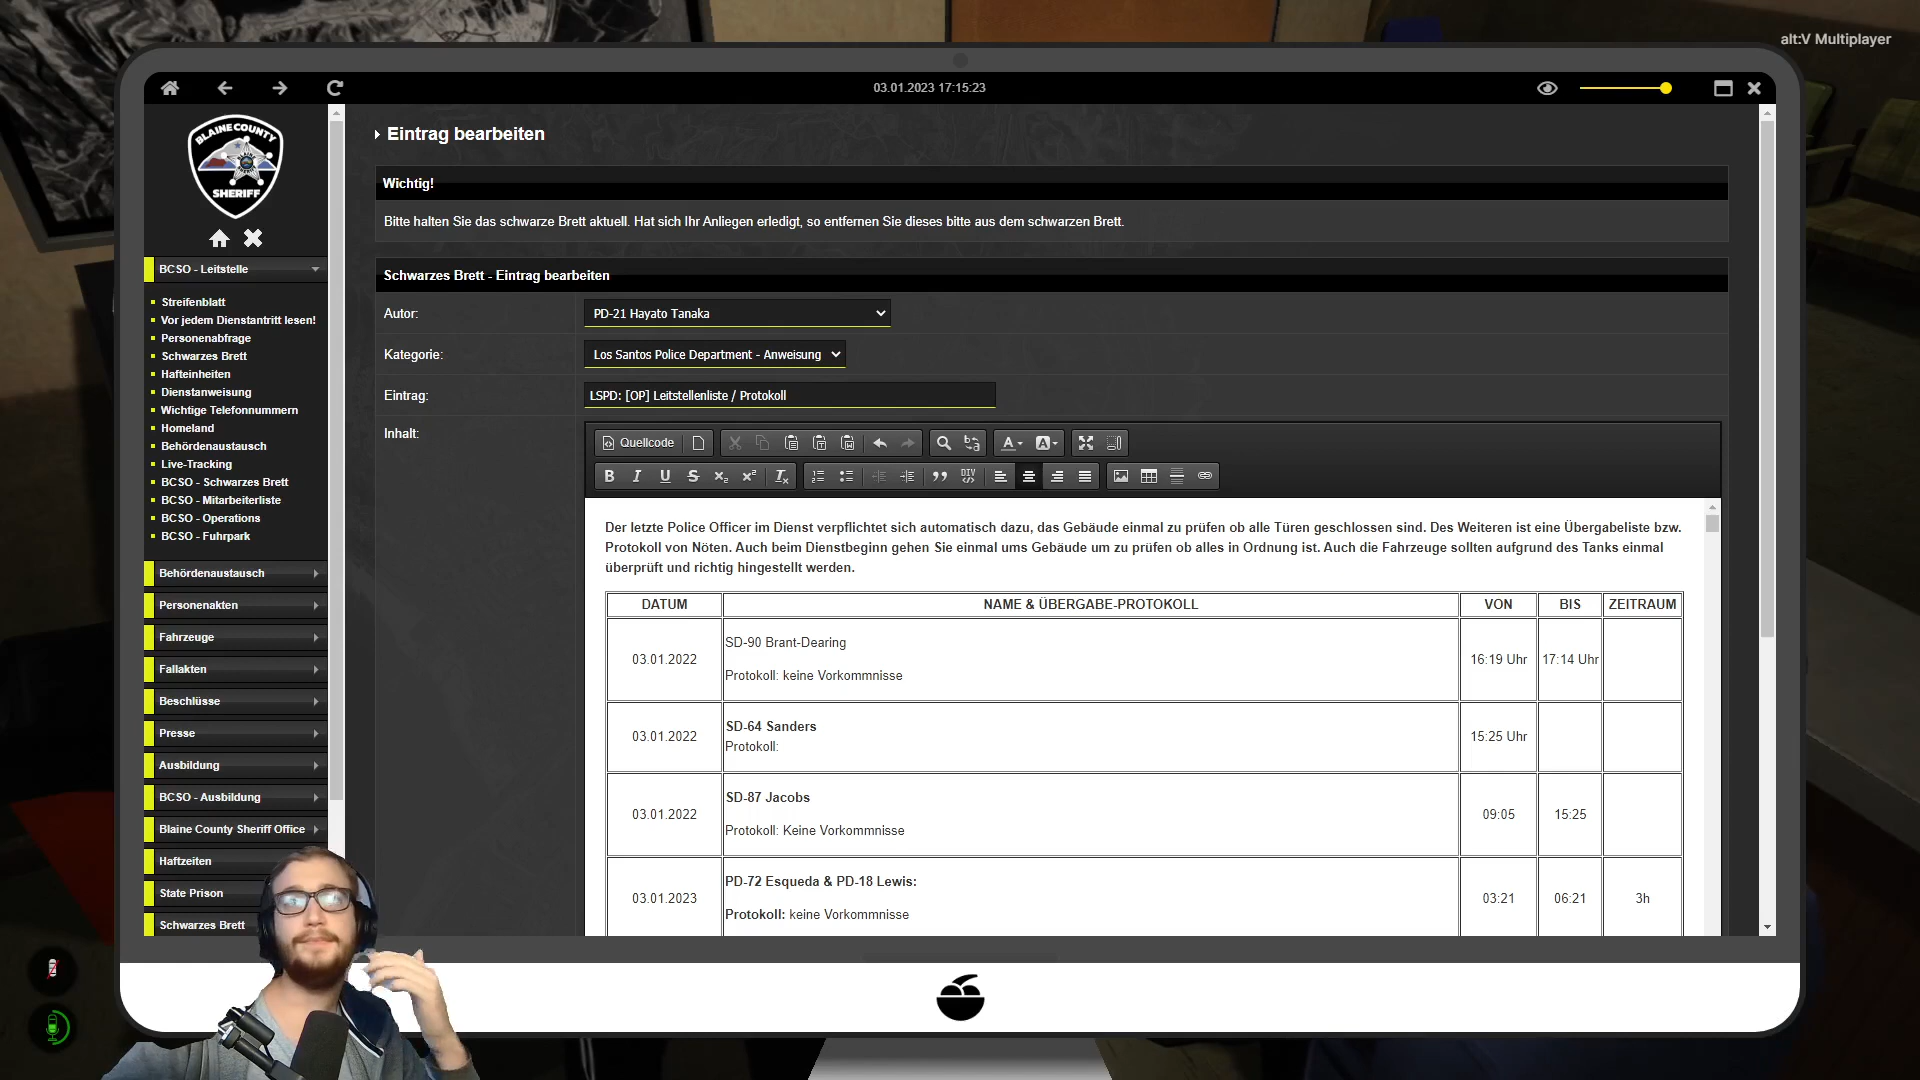 alt:V Multiplayer
03.01.2023 17:15:23
BLAINE COUNTY
SHERIFF
BCSO - Leitstelle
Streifenblatt
Vor jedem Dienstantritt lesen!
Personenabfrage
Schwarzes Brett
Hafteinheiten
Dienstanweisung
Wichtige Telefonnummern
Homeland
Behördenaustausch
Live-Tracking
BCSO - Schwarzes Brett
BCSO - Mitarbeiterliste
BCSO - Operations
BCSO - Fuhrpark
Behördenaustausch
Personenakten
Fahrzeuge
Fallakten
Beschlüsse
Presse
Ausbildung
BCSO - Ausbildung
Blaine County Sheriff Office
Haftzeiten
State Prison
Schwarzes Brett
Eintrag bearbeiten
Wichtig!
Bitte halten Sie das schwarze Brett aktuell. Hat sich Ihr Anliegen erledigt, so entfernen Sie dieses bitte aus dem schwarzen Brett.
Schwarzes Brett - Eintrag bearbeiten
Autor: PD-21 Hayato Tanaka
Kategorie: Los Santos Police Department - Anweisung
Eintrag: LSPD: [OP] Leitstellenliste / Protokoll
Inhalt:
Quellcode
Der letzte Police Officer im Dienst verpflichtet sich automatisch dazu, das Gebäude einmal zu prüfen ob alle Türen geschlossen sind. Des Weiteren ist eine Übergabeliste bzw.
Protokoll von Nöten. Auch beim Dienstbeginn gehen Sie einmal ums Gebäude um zu prüfen ob alles in Ordnung ist. Auch die Fahrzeuge sollten aufgrund des Tanks einmal
überprüft und richtig hingestellt werden.
DATUM NAME & ÜBERGABE-PROTOKOLL VON BIS ZEITRAUM
SD-90 Brant-Dearing
03.01.2022 16:19 Uhr 17:14 Uhr
Protokoll: keine Vorkommnisse
SD-64 Sanders
03.01.2022 15:25 Uhr
Protokoll:
SD-87 Jacobs
03.01.2022 09:05 15:25
Protokoll: Keine Vorkommnisse
PD-72 Esqueda & PD-18 Lewis:
03.01.2023 03:21 06:21 3h
Protokoll: keine Vorkommnisse